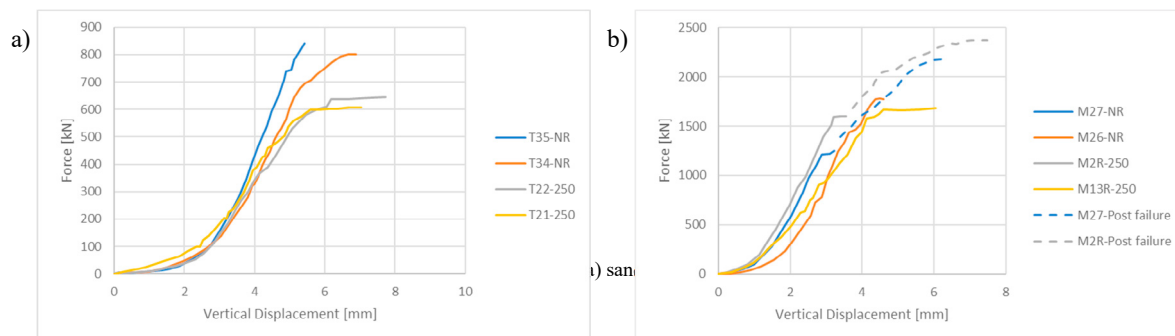 a)
900
800
700
600
500
400
300
200
100
0
Force [kN]
0 2 4 6 8 10
Vertical Displacement [mm]
T35-NR
T34-NR
T22-250
T21-250
a) san
b)
2500
2000
1500
1000
500
0
Force [kN]
0 2 4 6 8
Vertical Displacement [mm]
M27-NR
M26-NR
M2R-250
M13R-250
M27-Post failure
M2R-Post failure